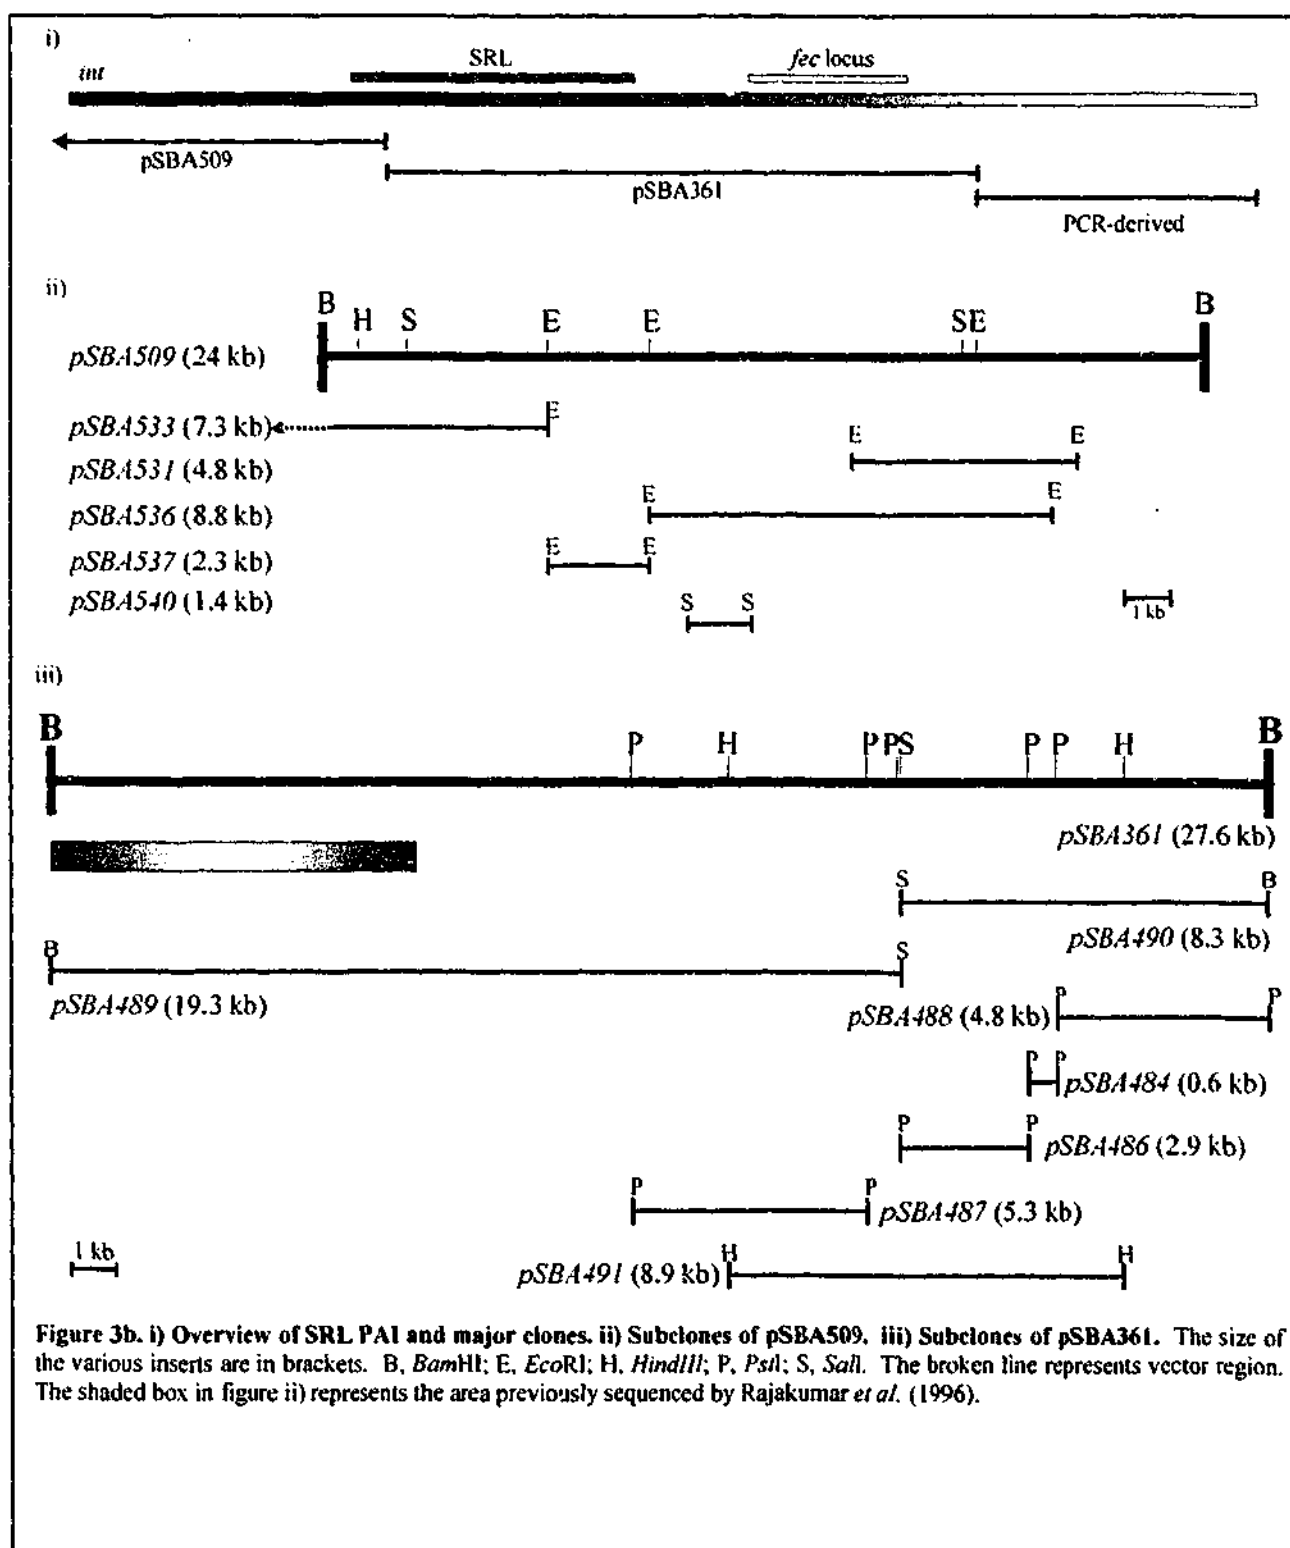 i)
int
SRL
fec locus
pSBA509
pSBA361
PCR-derived
ii)
B H S E E S E B
pSBA509 (24 kb)
E
pSBA533 (7.3 kb)
E E
pSBA531 (4.8 kb)
E E
pSBA536 (8.8 kb)
E E
pSBA537 (2.3 kb)
S S
pSBA540 (1.4 kb)
1 kb
iii)
B P H P P S P P H B
pSBA361 (27.6 kb)
S B
pSBA490 (8.3 kb)
B S
pSBA489 (19.3 kb)
P P
pSBA488 (4.8 kb)
P P
pSBA484 (0.6 kb)
P P
pSBA486 (2.9 kb)
P P
pSBA487 (5.3 kb)
1 kb
H H
pSBA491 (8.9 kb)
Figure 3b. i) Overview of SRL PAI and major clones. ii) Subclones of pSBA509. iii) Subclones of pSBA361. The size of
the various inserts are in brackets. B, BamHI; E, EcoRI; H, HindIII; P, PstI; S, SalI. The broken line represents vector region.
The shaded box in figure ii) represents the area previously sequenced by Rajakumar et al. (1996).